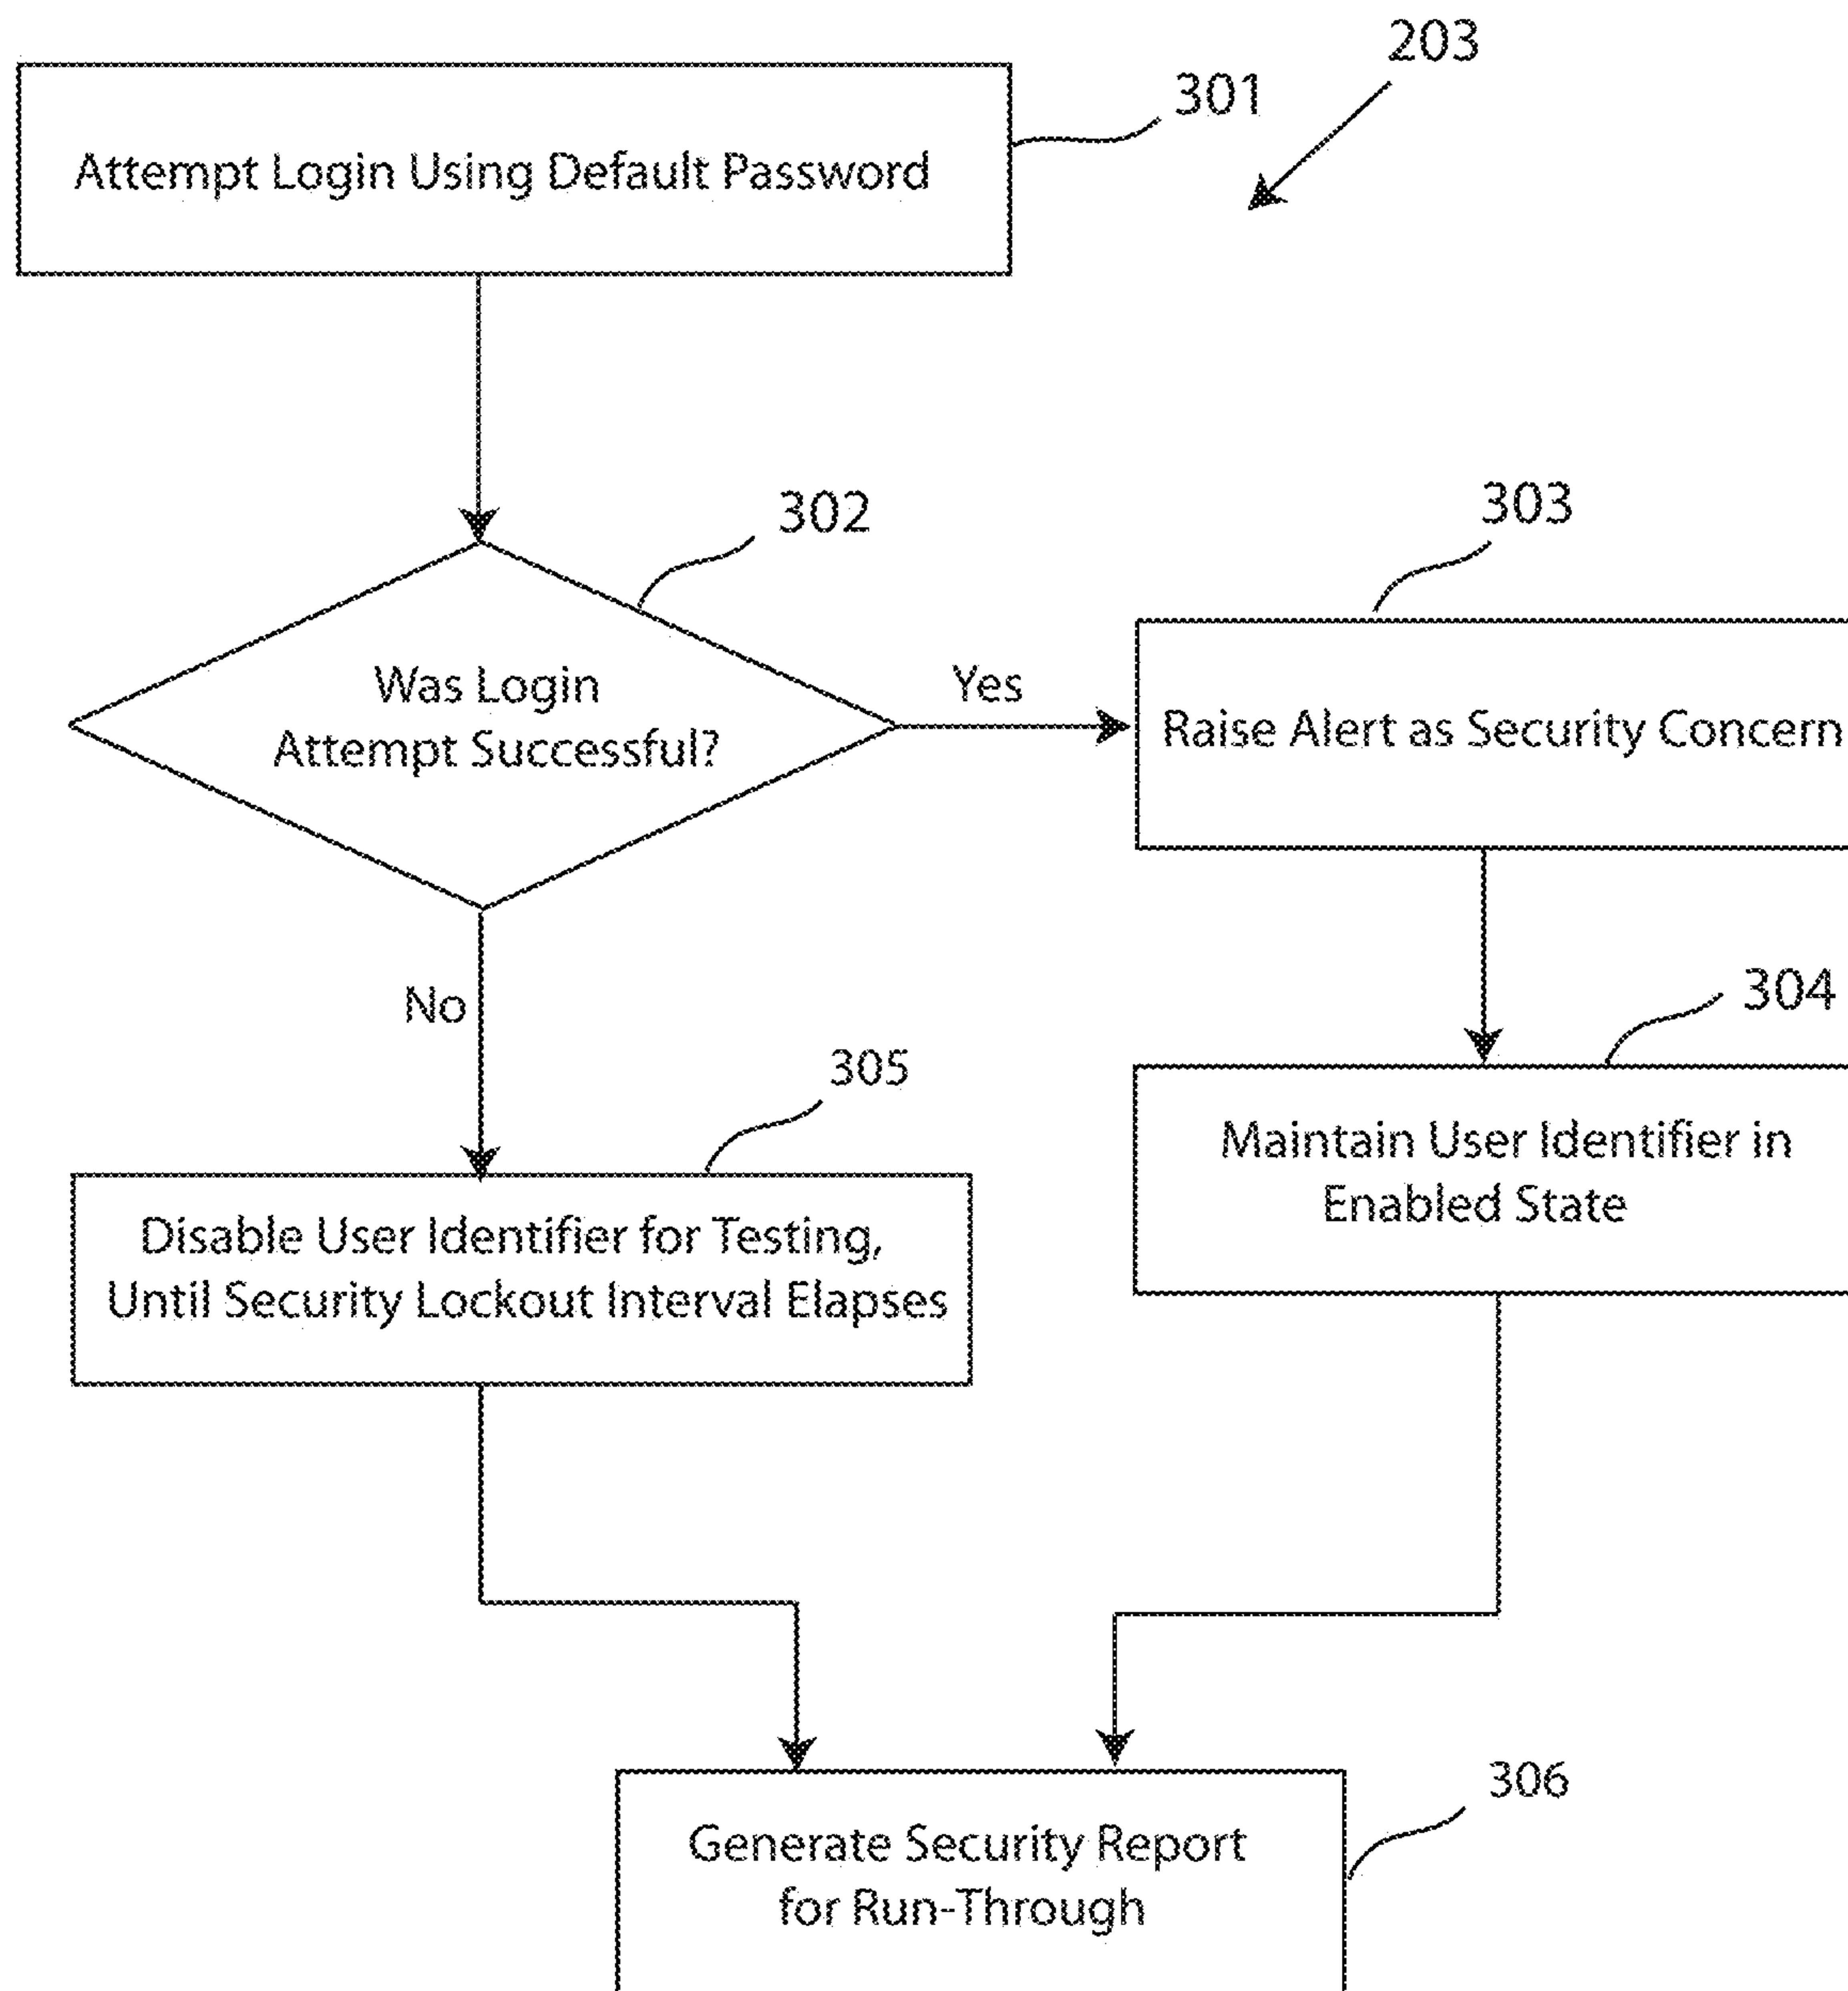 203
301
Attempt Login Using Default Password
302
303
Was Login
Attempt Successful?
Yes
Raise Alert as Security Concern
No
304
305
Maintain User Identifier in
Enabled State
Disable User Identifier for Testing,
Until Security Lockout Interval Elapses
306
Generate Security Report
for Run-Through